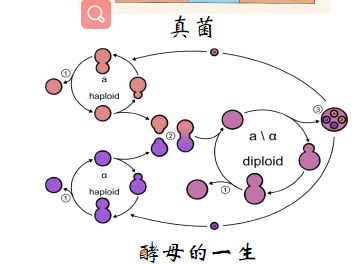 真菌
①
a
haploid
②
③
a \ α
diploid
①
α
haploid
①
酵母的一生